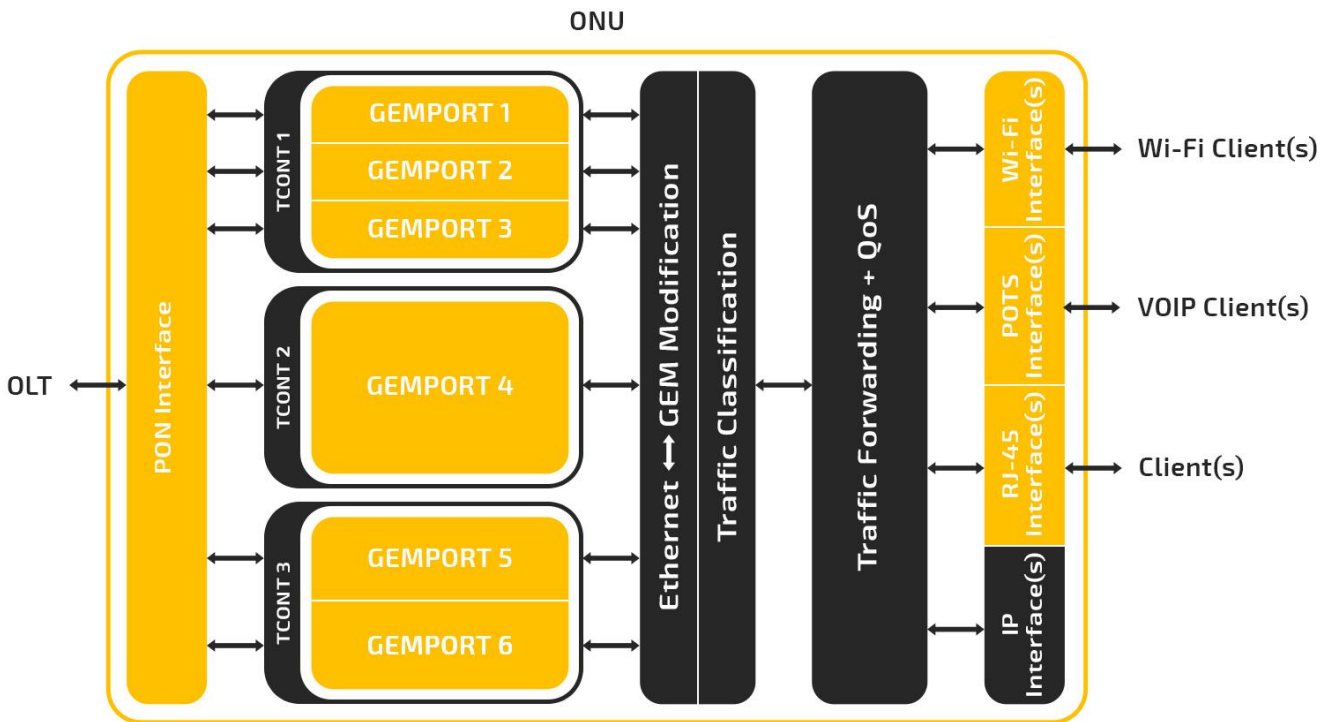 ONU
OLT
PON Interface
TCONT 1
GEMPORT 1
GEMPORT 2
GEMPORT 3
TCONT 2
GEMPORT 4
TCONT 3
GEMPORT 5
GEMPORT 6
Ethernet ↔ GEM Modification
Traffic Classification
Traffic Forwarding + QoS
Wi-Fi
Interface(s)
POTS
Interface(s)
RJ-45
Interface(s)
IP
Interface(s)
Wi-Fi Client(s)
VOIP Client(s)
Client(s)